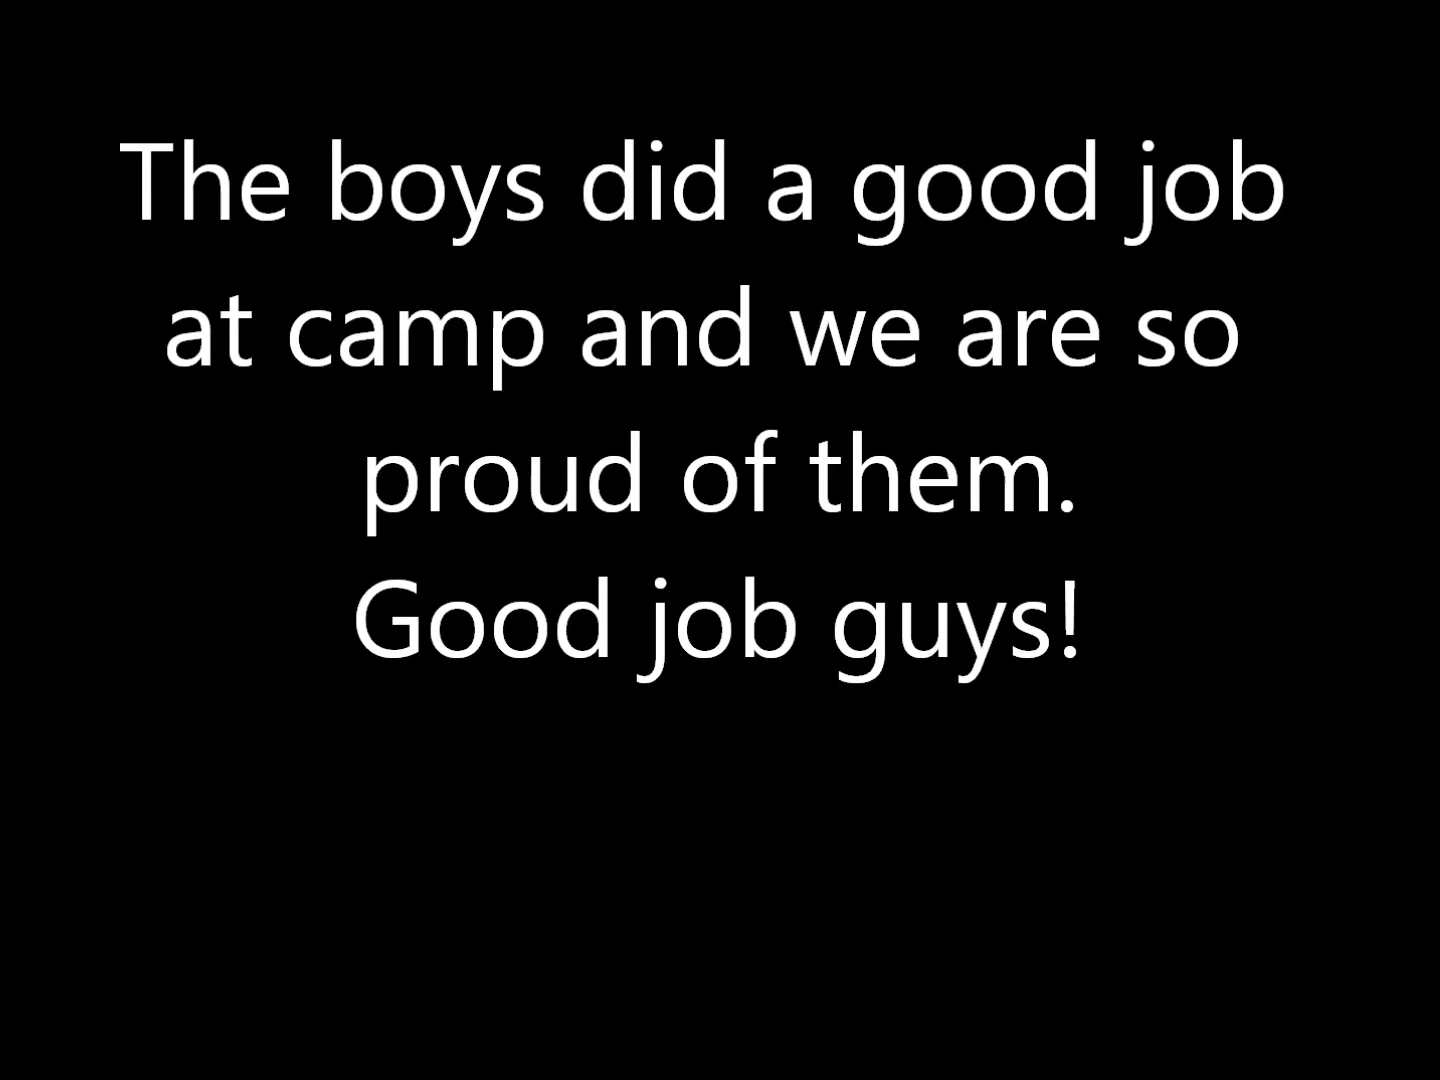 The boys did a good job
at camp and we are so
proud of them.
Good job guys!